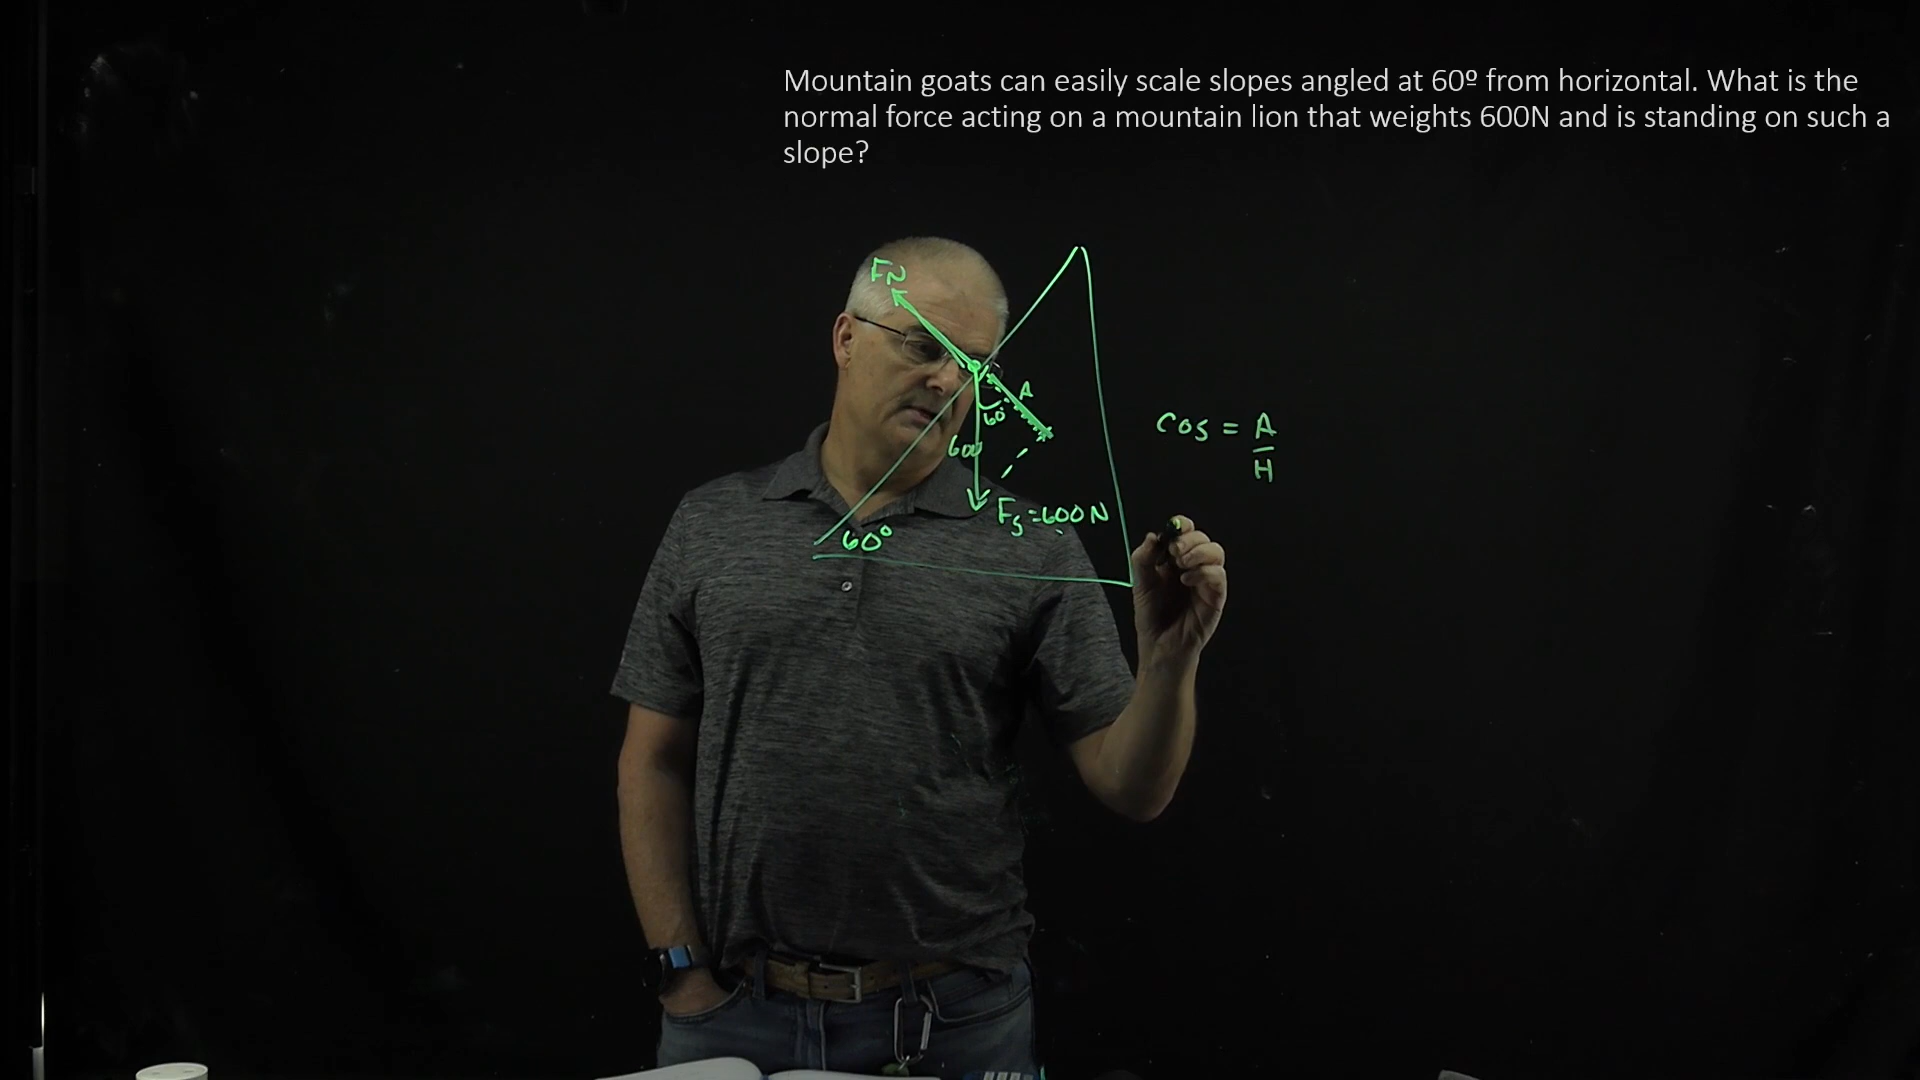 Mountain goats can easily scale slopes angled at 60º from horizontal. What is the
normal force acting on a mountain lion that weights 600N and is standing on such a
slope?
FN
A
60°
600
cos = A
H
Fg = 600 N
60°